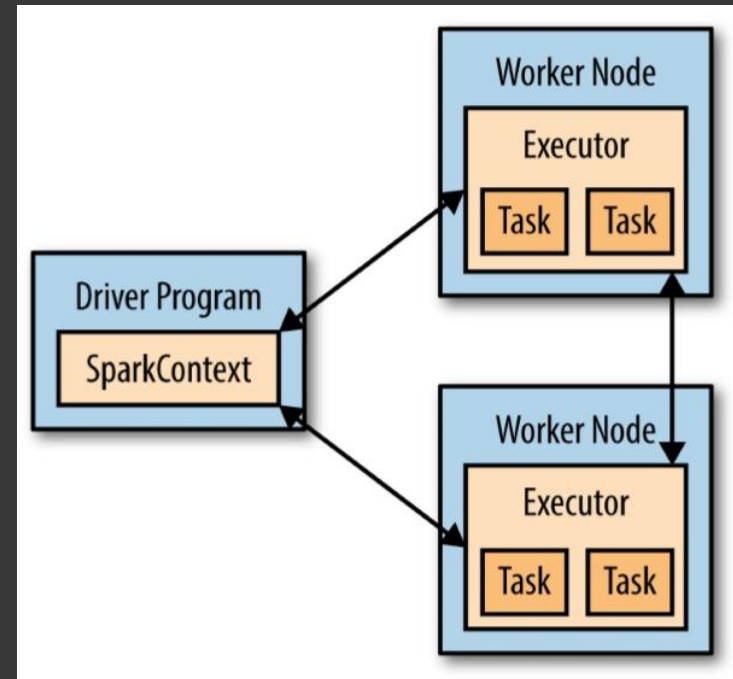 Driver Program
SparkContext
Worker Node
Executor
Task Task
Worker Node
Executor
Task Task